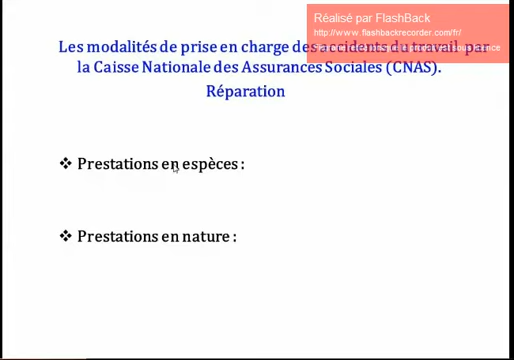 Réalisé par FlashBack
http://www.flashbackrecorder.com/fr/
Les modalités de prise en charge des accidents du travail par
la Caisse Nationale des Assurances Sociales (CNAS).
Réparation
❖ Prestations en espèces :
❖ Prestations en nature :